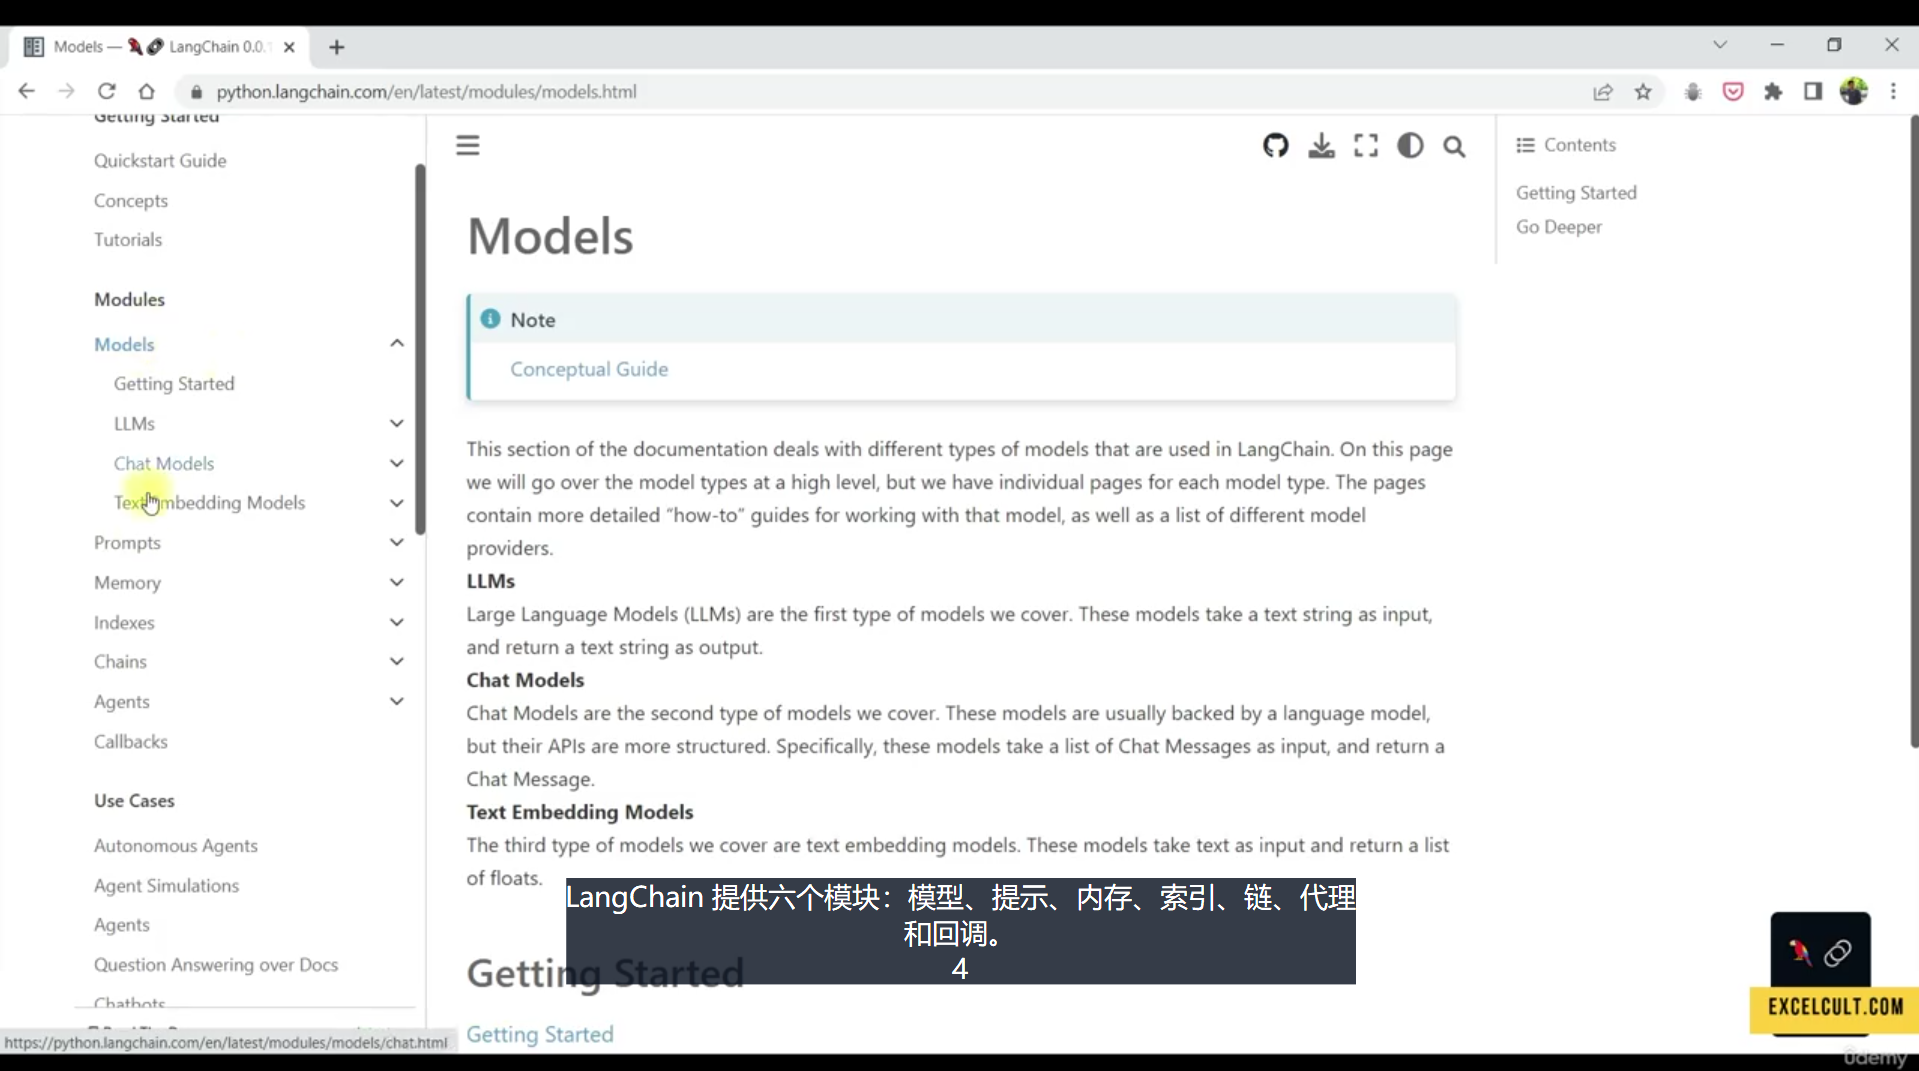 Models — LangChain 0.0.1
python.langchain.com/en/latest/modules/models.html
Getting Started
Quickstart Guide
Concepts
Tutorials
Modules
Models
Getting Started
LLMs
Chat Models
Text Embedding Models
Prompts
Memory
Indexes
Chains
Agents
Callbacks
Use Cases
Autonomous Agents
Agent Simulations
Agents
Question Answering over Docs
Chatbots
https://python.langchain.com/en/latest/modules/models/chat.html
Models
Note
Conceptual Guide
This section of the documentation deals with different types of models that are used in LangChain. On this page
we will go over the model types at a high level, but we have individual pages for each model type. The pages
contain more detailed “how-to” guides for working with that model, as well as a list of different model
providers.
LLMs
Large Language Models (LLMs) are the first type of models we cover. These models take a text string as input,
and return a text string as output.
Chat Models
Chat Models are the second type of models we cover. These models are usually backed by a language model,
but their APIs are more structured. Specifically, these models take a list of Chat Messages as input, and return a
Chat Message.
Text Embedding Models
The third type of models we cover are text embedding models. These models take text as input and return a list
of floats.
LangChain 提供六个模块：模型、提示、内存、索引、链、代理
和回调。
4
Getting Started
Getting Started
Contents
Getting Started
Go Deeper
EXCELCULT.COM
ûdemy